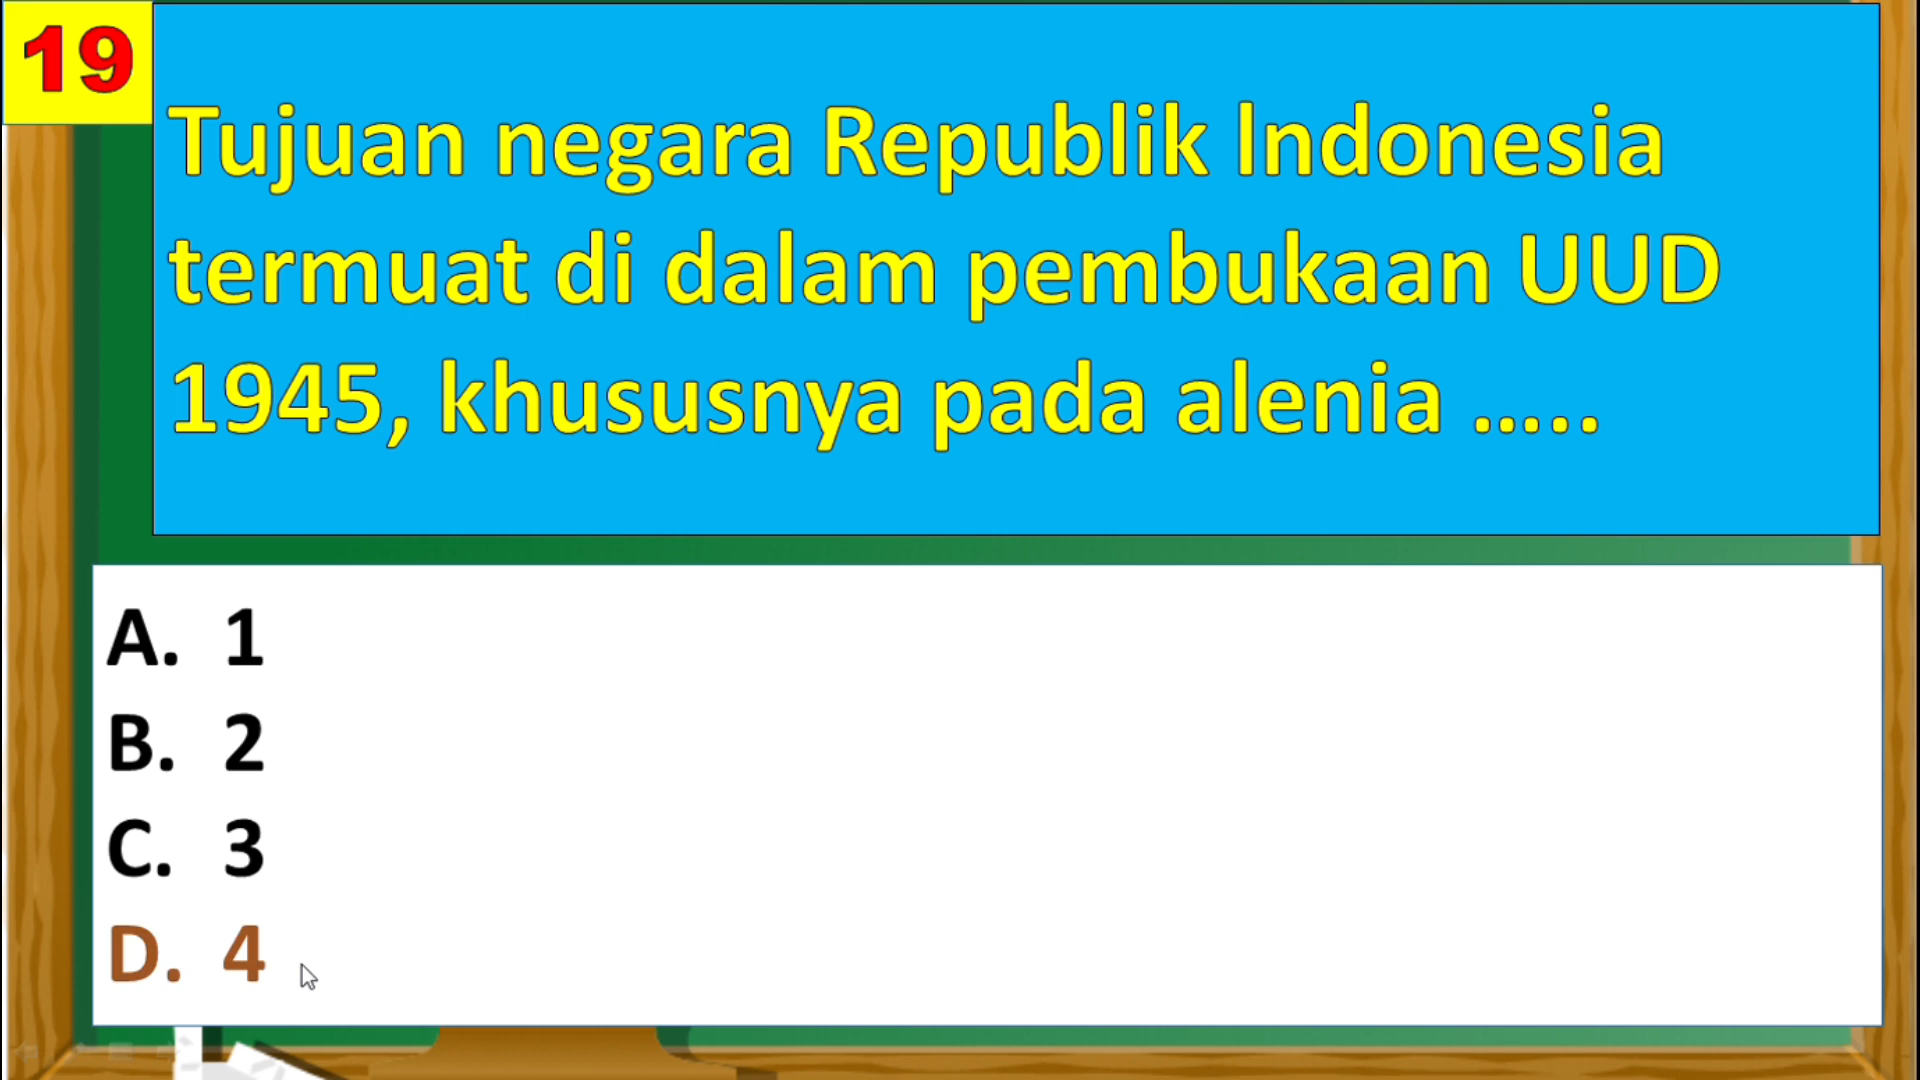 19
Tujuan negara Republik Indonesia
termuat di dalam pembukaan UUD
1945, khususnya pada alenia .....
A. 1
B. 2
C. 3
D. 4